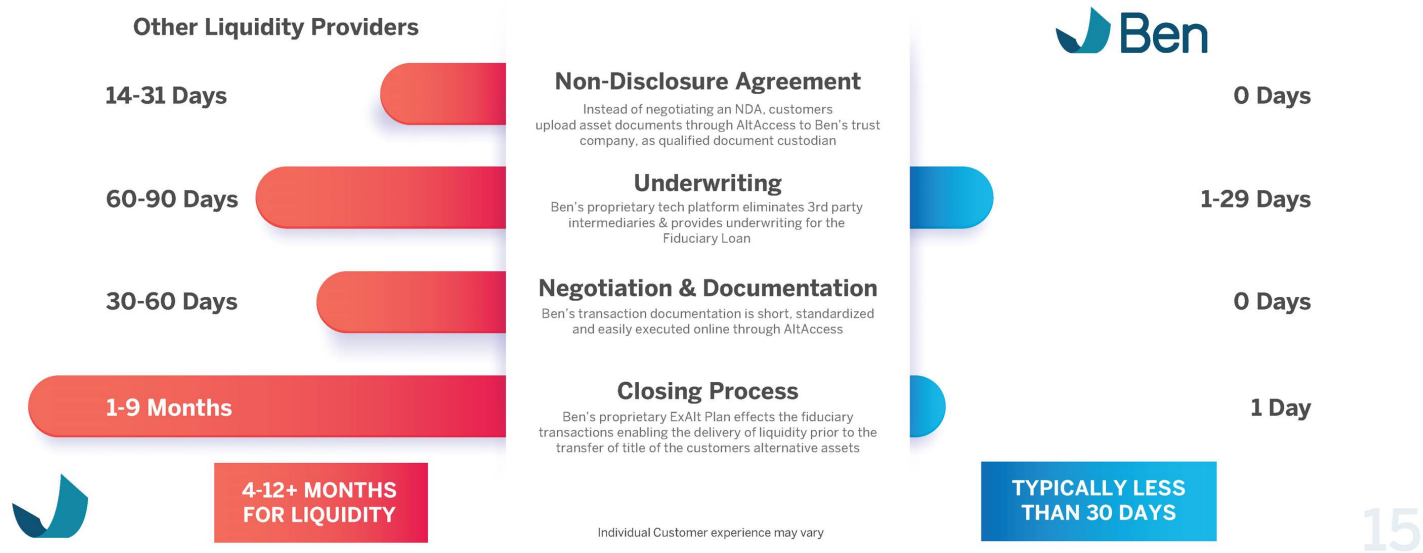 Other Liquidity Providers
Ben
14-31 Days
Non-Disclosure Agreement
Instead of negotiating an NDA, customers
upload asset documents through AltAccess to Ben's trust
company, as qualified document custodian
0 Days
60-90 Days
Underwriting
Ben's proprietary tech platform eliminates 3rd party
intermediaries & provides underwriting for the
Fiduciary Loan
1-29 Days
30-60 Days
Negotiation & Documentation
Ben's transaction documentation is short, standardized
and easily executed online through AltAccess
0 Days
1-9 Months
Closing Process
Ben's proprietary ExAlt Plan effects the fiduciary
transactions enabling the delivery of liquidity prior to the
transfer of title of the customers alternative assets
1 Day
4-12+ MONTHS
FOR LIQUIDITY
TYPICALLY LESS
THAN 30 DAYS
Individual Customer experience may vary
15